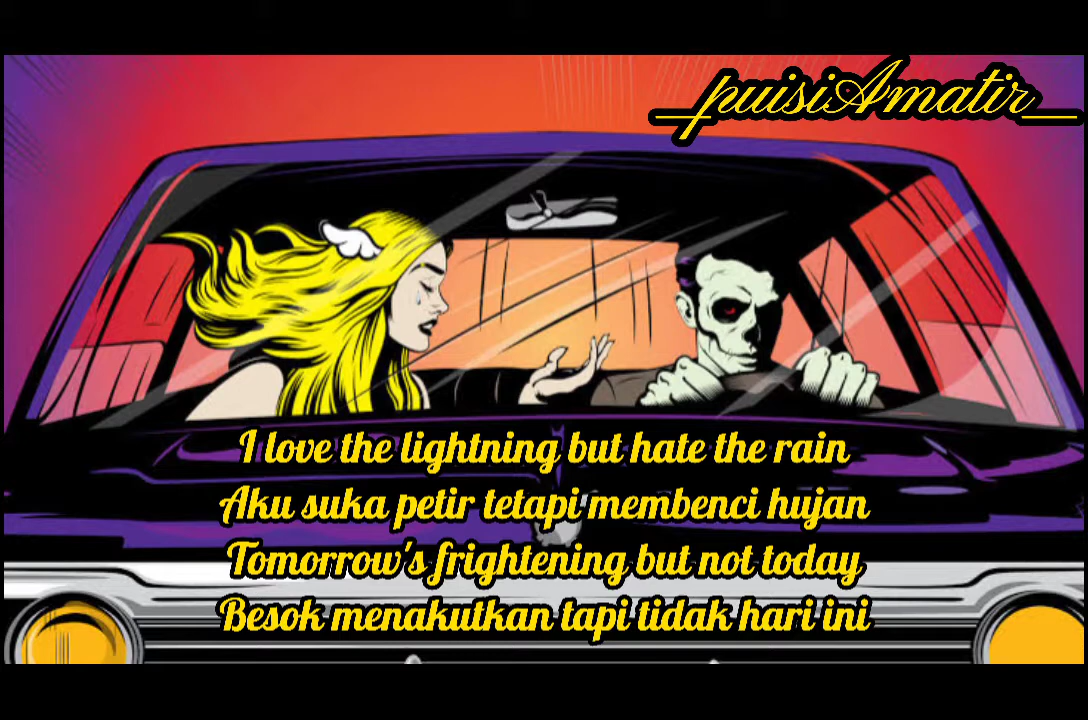 _puisiAmatir_
I love the lightning but hate the rain
Aku suka petir tetapi membenci hujan
Tomorrow's frightening but not today
Besok menakutkan tapi tidak hari ini